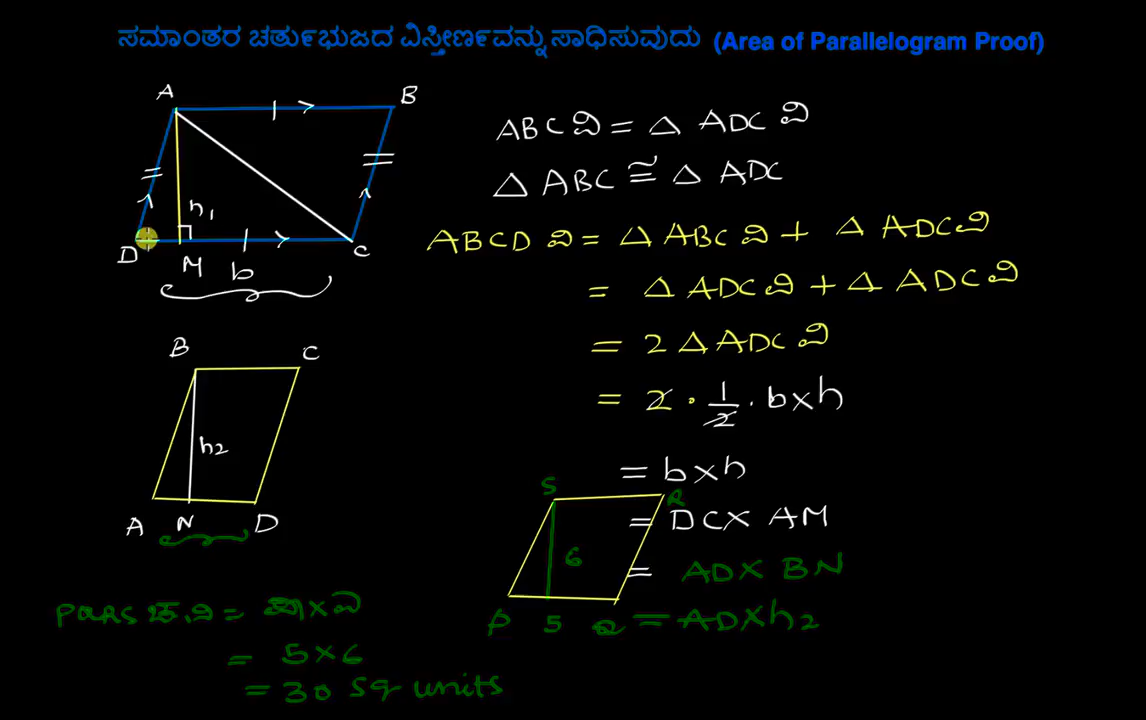 ಸಮಾಂತರ ಚತುರ್ಭುಜದ ವಿಸ್ತೀರ್ಣವನ್ನು ಸಾಧಿಸುವುದು (Area of Parallelogram Proof)
A
B
h1
D
M
b
C
ABC ವಿ = △ ADC ವಿ
△ ABC ≅ △ ADC
ABCD ವಿ = △ ABC ವಿ + △ ADC ವಿ
= △ ADC ವಿ + △ ADC ವಿ
= 2 △ ADC ವಿ
= 2 · 1/2 · b×h
= b×h
= DC× AM
= AD× BN
= AD×h2
B
C
h2
A
N
D
S
R
6
P
5
Q
PQRS ಚ.ವಿ = ಪಾ×ಎ
= 5×6
= 30 sq units